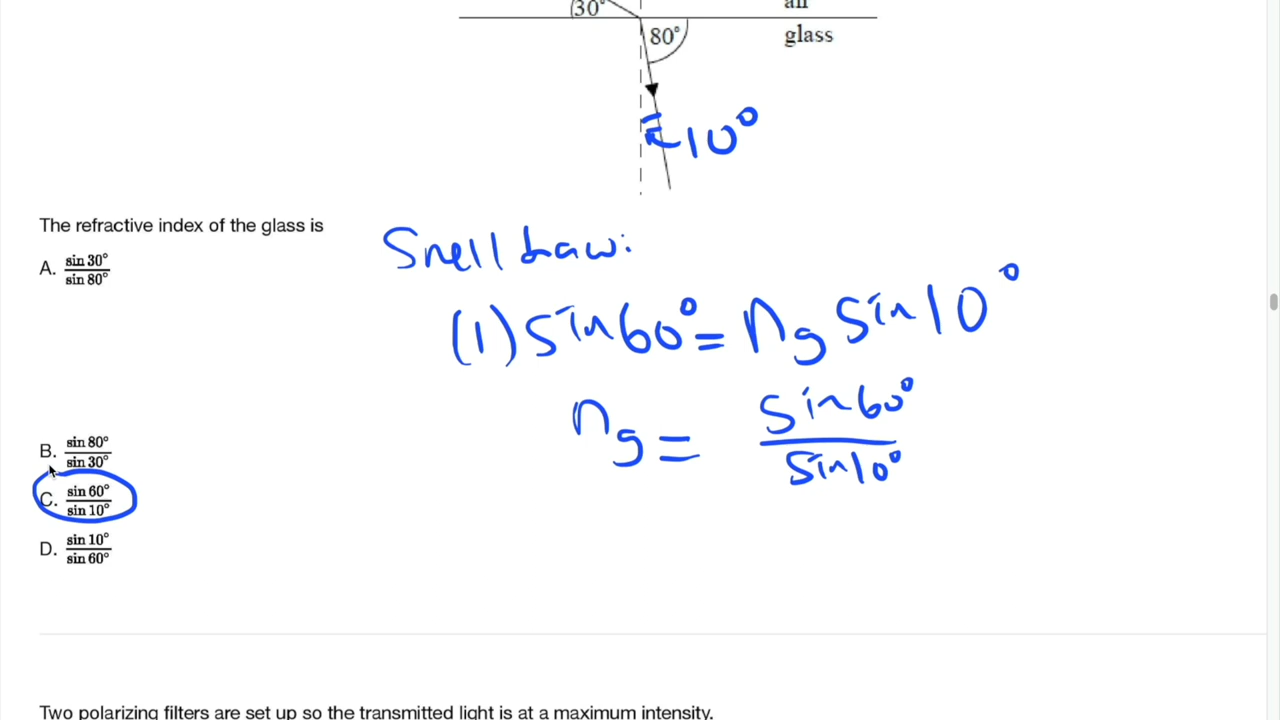 30°
air
80°
glass
10°
The refractive index of the glass is
Snell Law:
A. sin 30°
sin 80°
(1) sin 60° = ng sin 10°
ng = sin 60°
sin 10°
B. sin 80°
sin 30°
C. sin 60°
sin 10°
D. sin 10°
sin 60°
Two polarizing filters are set up so the transmitted light is at a maximum intensity.